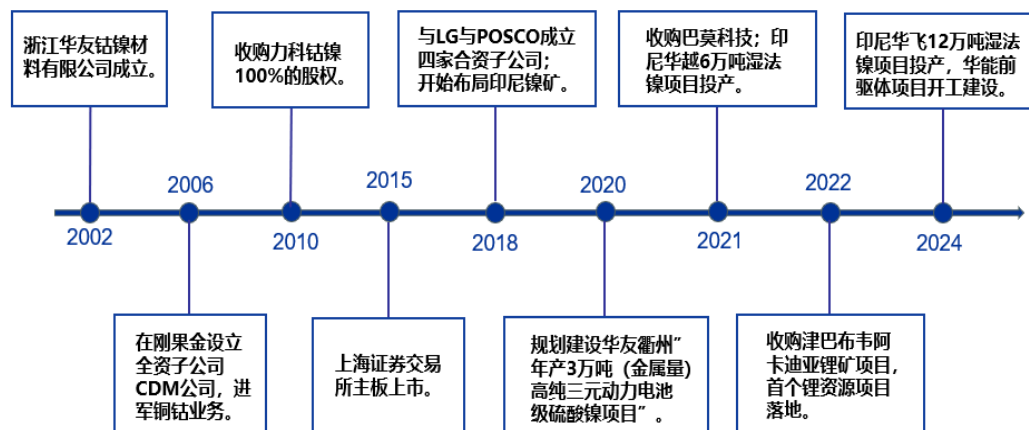 浙江华友钴镍材
料有限公司成立。
收购力科钴镍
100%的股权。
与LG与POSCO成立
四家合资子公司；
开始布局印尼镍矿。
收购巴莫科技；印
尼华越6万吨湿法
镍项目投产。
印尼华飞12万吨湿法
镍项目投产，华能前
驱体项目开工建设。
2006
2015
2020
2022
2002
2010
2018
2021
2024
在刚果金设立
全资子公司
CDM公司，进
军铜钴业务。
上海证券交易
所主板上市。
规划建设华友衢州”
年产3万吨（金属量）
高纯三元动力电池
级硫酸镍项目”。
收购津巴布韦阿
卡迪亚锂矿项目，
首个锂资源项目
落地。